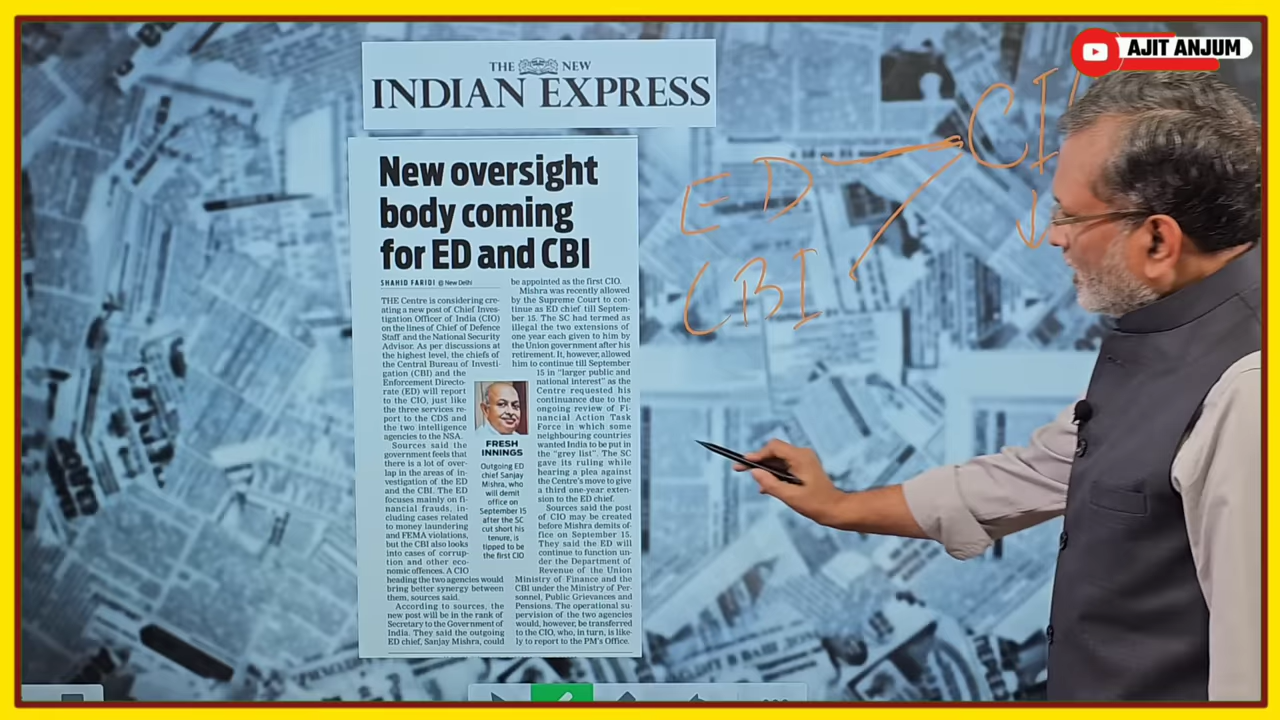 AJIT ANJUM
THE NEW
INDIAN EXPRESS
New oversight
body coming
for ED and CBI
SHAHID FARIDI @ New Delhi
THE Centre is considering cre-
ating a new post of Chief Inves-
tigation Officer of India (CIO)
on the lines of Chief of Defence
Staff and the National Security
Advisor. As per discussions at
the highest level, the chiefs of
the Central Bureau of Investi-
gation (CBI) and the
Enforcement Directo-
rate (ED) will report
to the CIO, just like
the three services re-
port to the CDS and
the two intelligence
agencies to the NSA.
Sources said the
government feels that
there is a lot of over-
lap in the areas of in-
vestigation of the ED
and the CBI. The ED
focuses mainly on fi-
nancial frauds, in-
cluding cases related
to money laundering
and FEMA violations,
but the CBI also looks
into cases of corrup-
tion and other eco-
nomic offences. A CIO
heading the two agencies would
bring better synergy between
them, sources said.
According to sources, the
new post will be in the rank of
Secretary to the Government of
India. They said the outgoing
ED chief, Sanjay Mishra, could
be appointed as the first CIO.
Mishra was recently allowed
by the Supreme Court to con-
tinue as ED chief till Septem-
ber 15. The SC had termed as
illegal the two extensions of
one year each given to him by
the Union government after his
retirement. It, however, allowed
him to continue till September
15 in "larger public and
national interest" as the
Centre requested his
continuance due to the
ongoing review of Fi-
nancial Action Task
Force in which some
neighbouring countries
wanted India to be put in
the "grey list". The SC
gave its ruling while
hearing a plea against
the Centre's move to give
a third one-year exten-
sion to the ED chief.
Sources said the post
of CIO may be created
before Mishra demits of-
fice on September 15.
They said the ED will
continue to function un-
der the Department of
Revenue of the Union
Ministry of Finance and the
CBI under the Ministry of Per-
sonnel, Public Grievances and
Pensions. The operational su-
pervision of the two agencies
would, however, be transferred
to the CIO, who, in turn, is like-
ly to report to the PM's Office.
FRESH
INNINGS
Outgoing ED
chief Sanjay
Mishra, who
will demit
office on
September 15
after the SC
cut short his
tenure, is
tipped to be
the first CIO
ED
CBI
CI